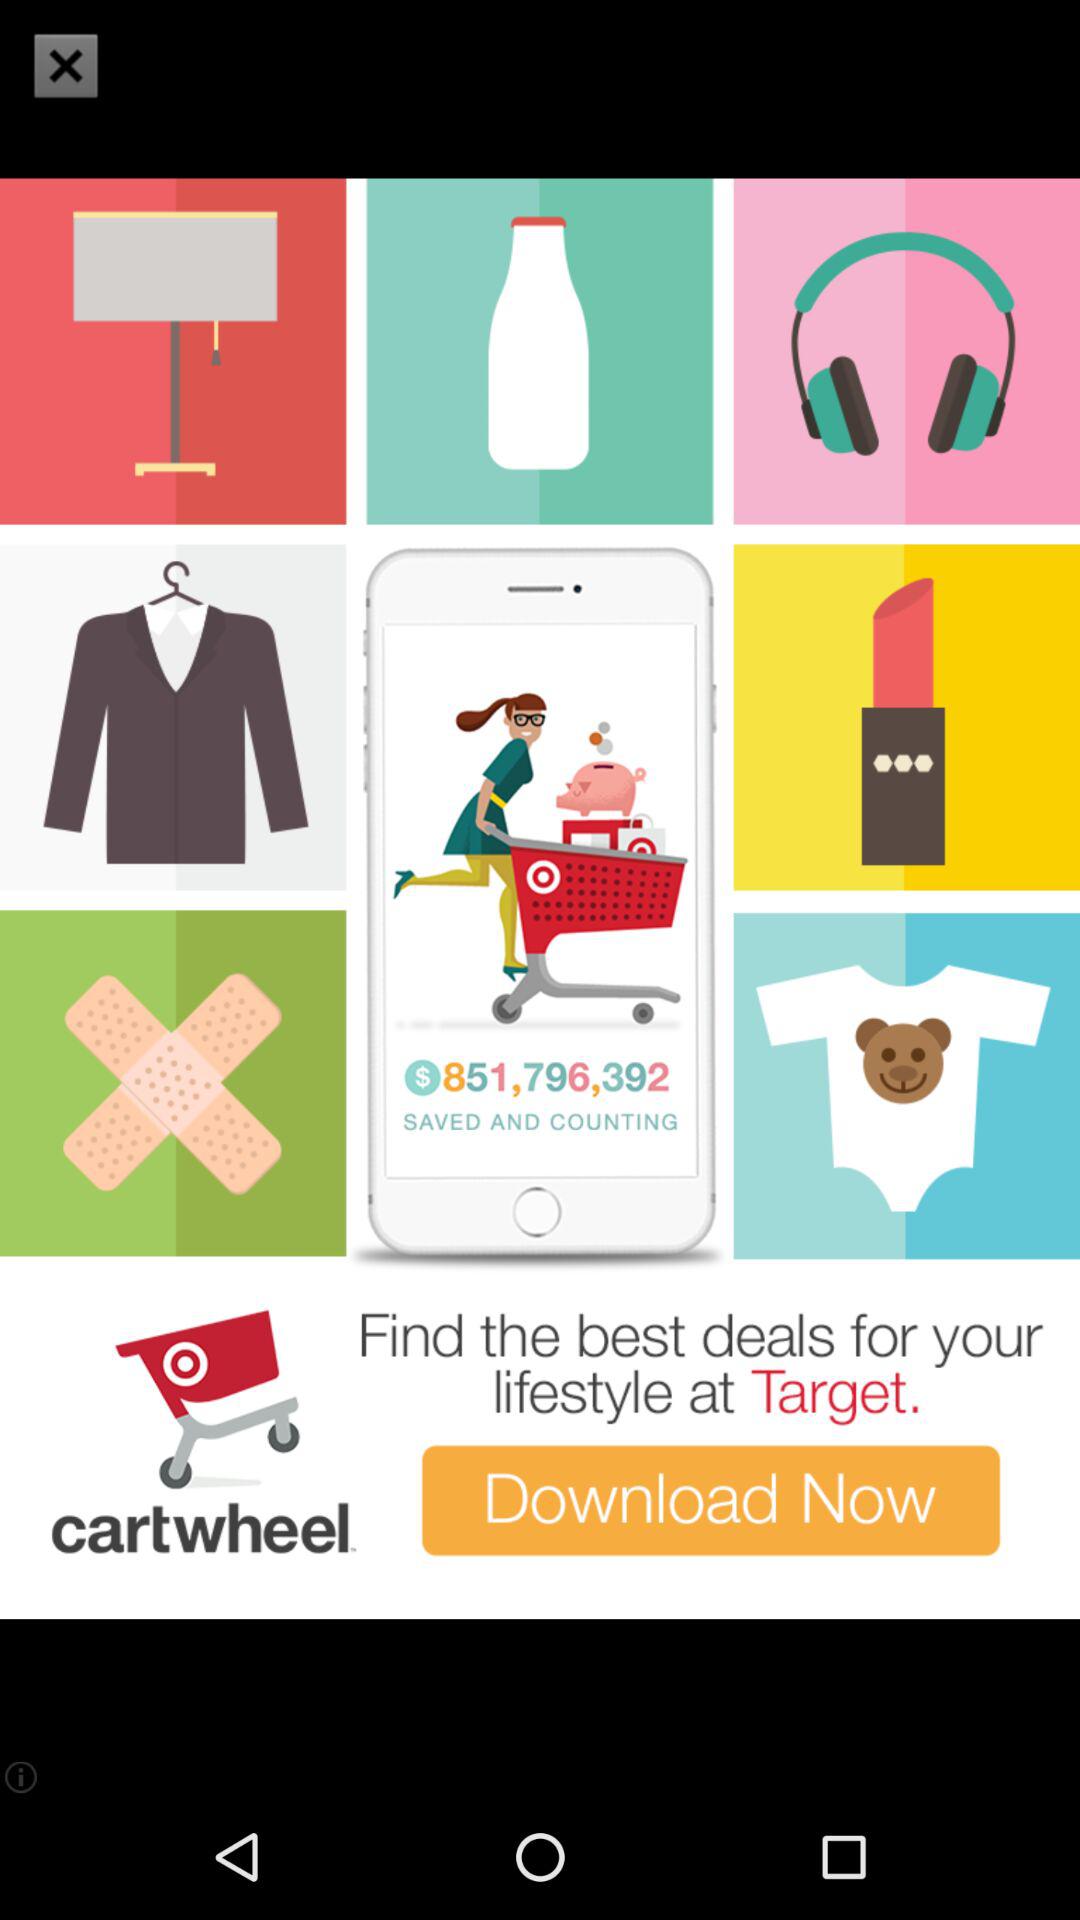 $851,796,392
SAVED AND COUNTING
Find the best deals for your
lifestyle at Target.
Download Now
cartwheel